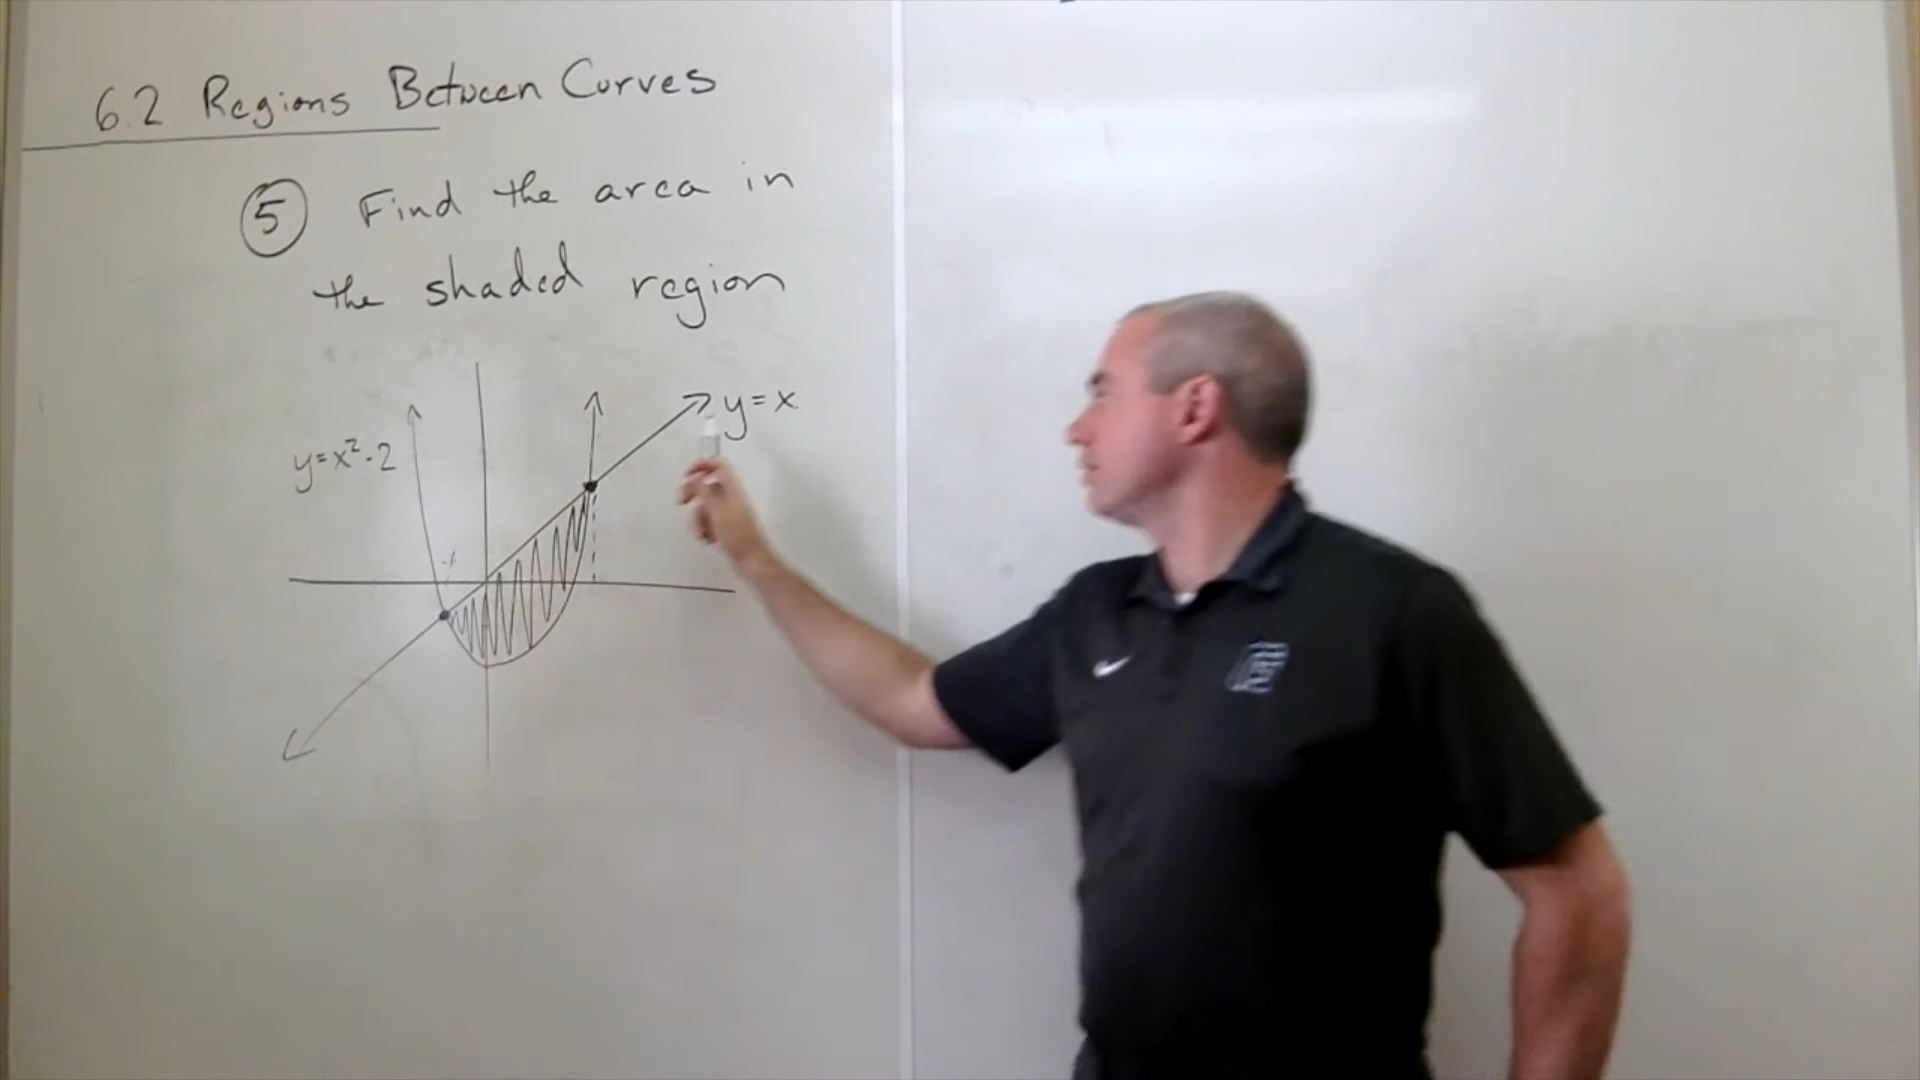 6.2 Regions Between Curves
⑤ Find the area in
the shaded region
y=x
y=x²-2